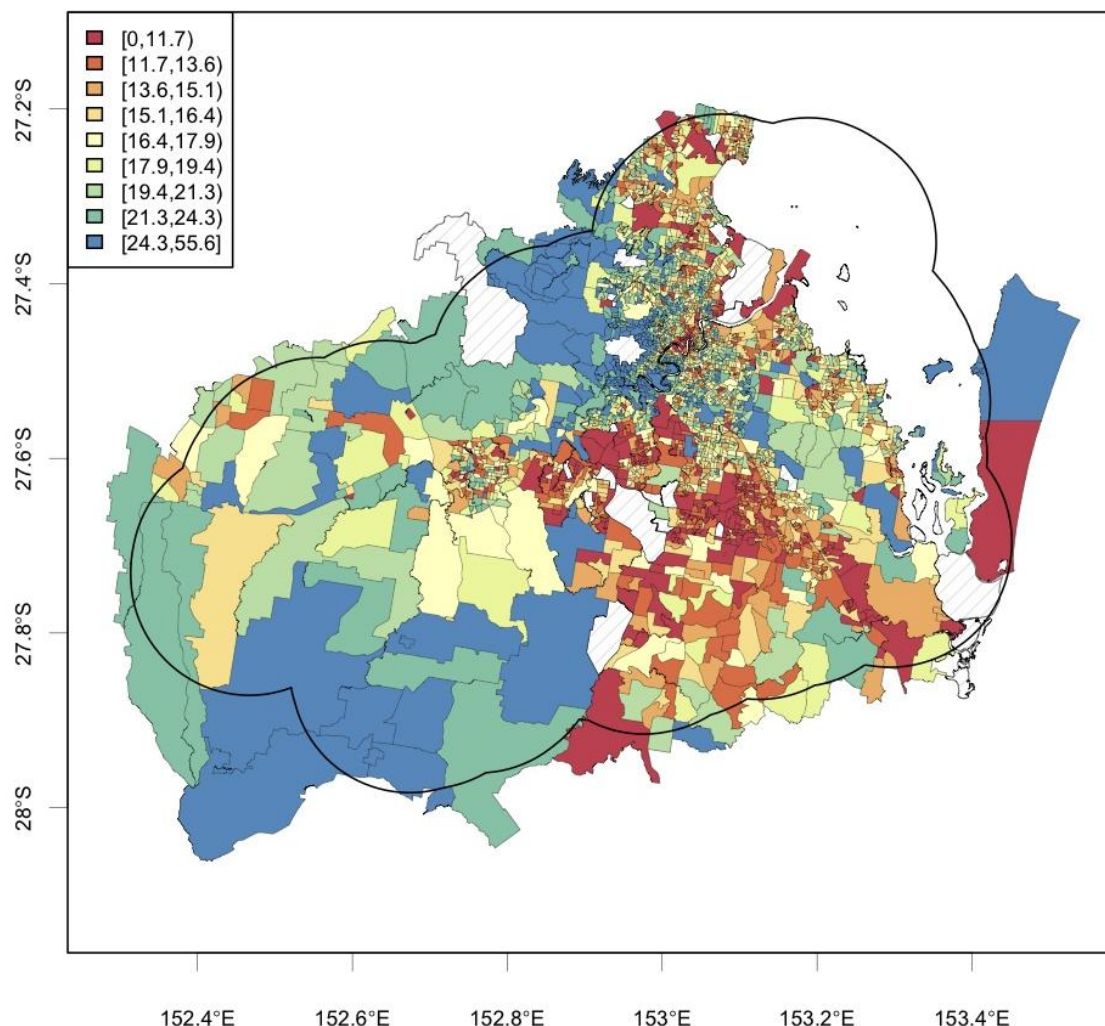 [0,11.7)
[11.7,13.6)
[13.6,15.1)
[15.1,16.4)
[16.4,17.9)
[17.9,19.4)
[19.4,21.3)
[21.3,24.3)
[24.3,55.6]
27.2°S
27.4°S
27.6°S
27.8°S
28°S
152.4°E 152.6°E 152.8°E 153°E 153.2°E 153.4°E